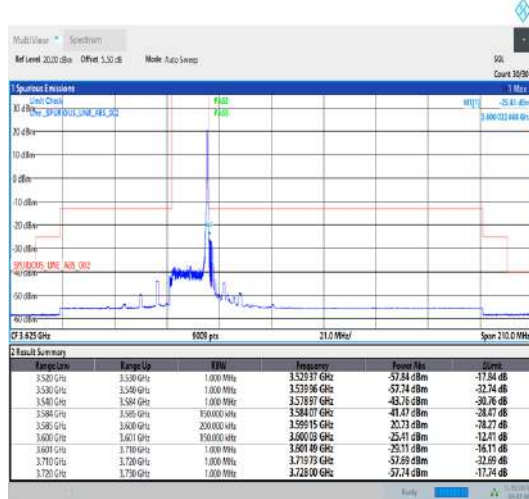 MultiView Spectrum
Ref Level 20.00 dBm Offset 5.50 dB Mode Auto Sweep SGL
Count 30/30
1 Spurious Emissions 1 Max
Limit Check PASS M1[1] -25.41 dBm
Line _SPURIOUS_LINE_ABS_002 PASS
10 dBm
0 dBm
-10 dBm
-20 dBm
-30 dBm
SPURIOUS_LINE_ABS_002
-40 dBm
-50 dBm
CF 3.625 GHz 9009 pts 21.0 MHz/ Span 210.0 MHz
2 Result Summary
Range Low Range Up RBW Frequency Power Abs ΔLimit
3.520 GHz 3.530 GHz 1.000 MHz 3.52937 GHz -57.84 dBm -17.84 dB
3.530 GHz 3.540 GHz 1.000 MHz 3.53996 GHz -57.74 dBm -32.74 dB
3.540 GHz 3.584 GHz 1.000 MHz 3.57897 GHz -43.76 dBm -30.76 dB
3.584 GHz 3.585 GHz 150.000 kHz 3.58407 GHz -41.47 dBm -28.47 dB
3.585 GHz 3.600 GHz 200.000 kHz 3.59915 GHz 20.73 dBm -78.27 dB
3.600 GHz 3.601 GHz 150.000 kHz 3.60003 GHz -25.41 dBm -12.41 dB
3.601 GHz 3.710 GHz 1.000 MHz 3.60149 GHz -29.11 dBm -16.11 dB
3.710 GHz 3.720 GHz 1.000 MHz 3.71973 GHz -57.69 dBm -32.69 dB
3.720 GHz 3.730 GHz 1.000 MHz 3.72800 GHz -57.74 dBm -17.74 dB
Ready